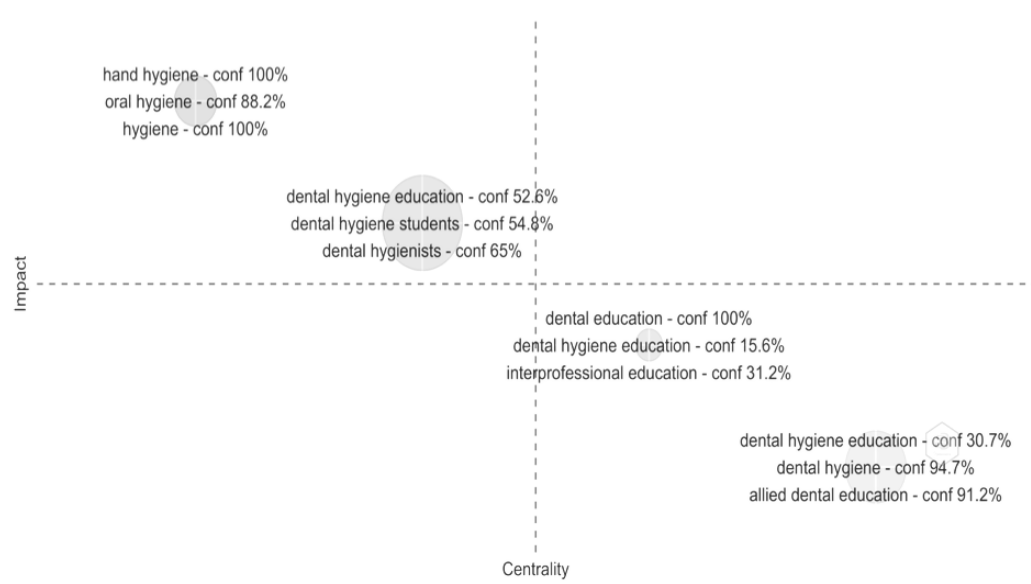 hand hygiene - conf 100%
oral hygiene - conf 88.2%
hygiene - conf 100%
dental hygiene education - conf 52.6%
dental hygiene students - conf 54.8%
dental hygienists - conf 65%
Impact
dental education - conf 100%
dental hygiene education - conf 15.6%
interprofessional education - conf 31.2%
dental hygiene education - conf 30.7%
dental hygiene - conf 94.7%
allied dental education - conf 91.2%
Centrality